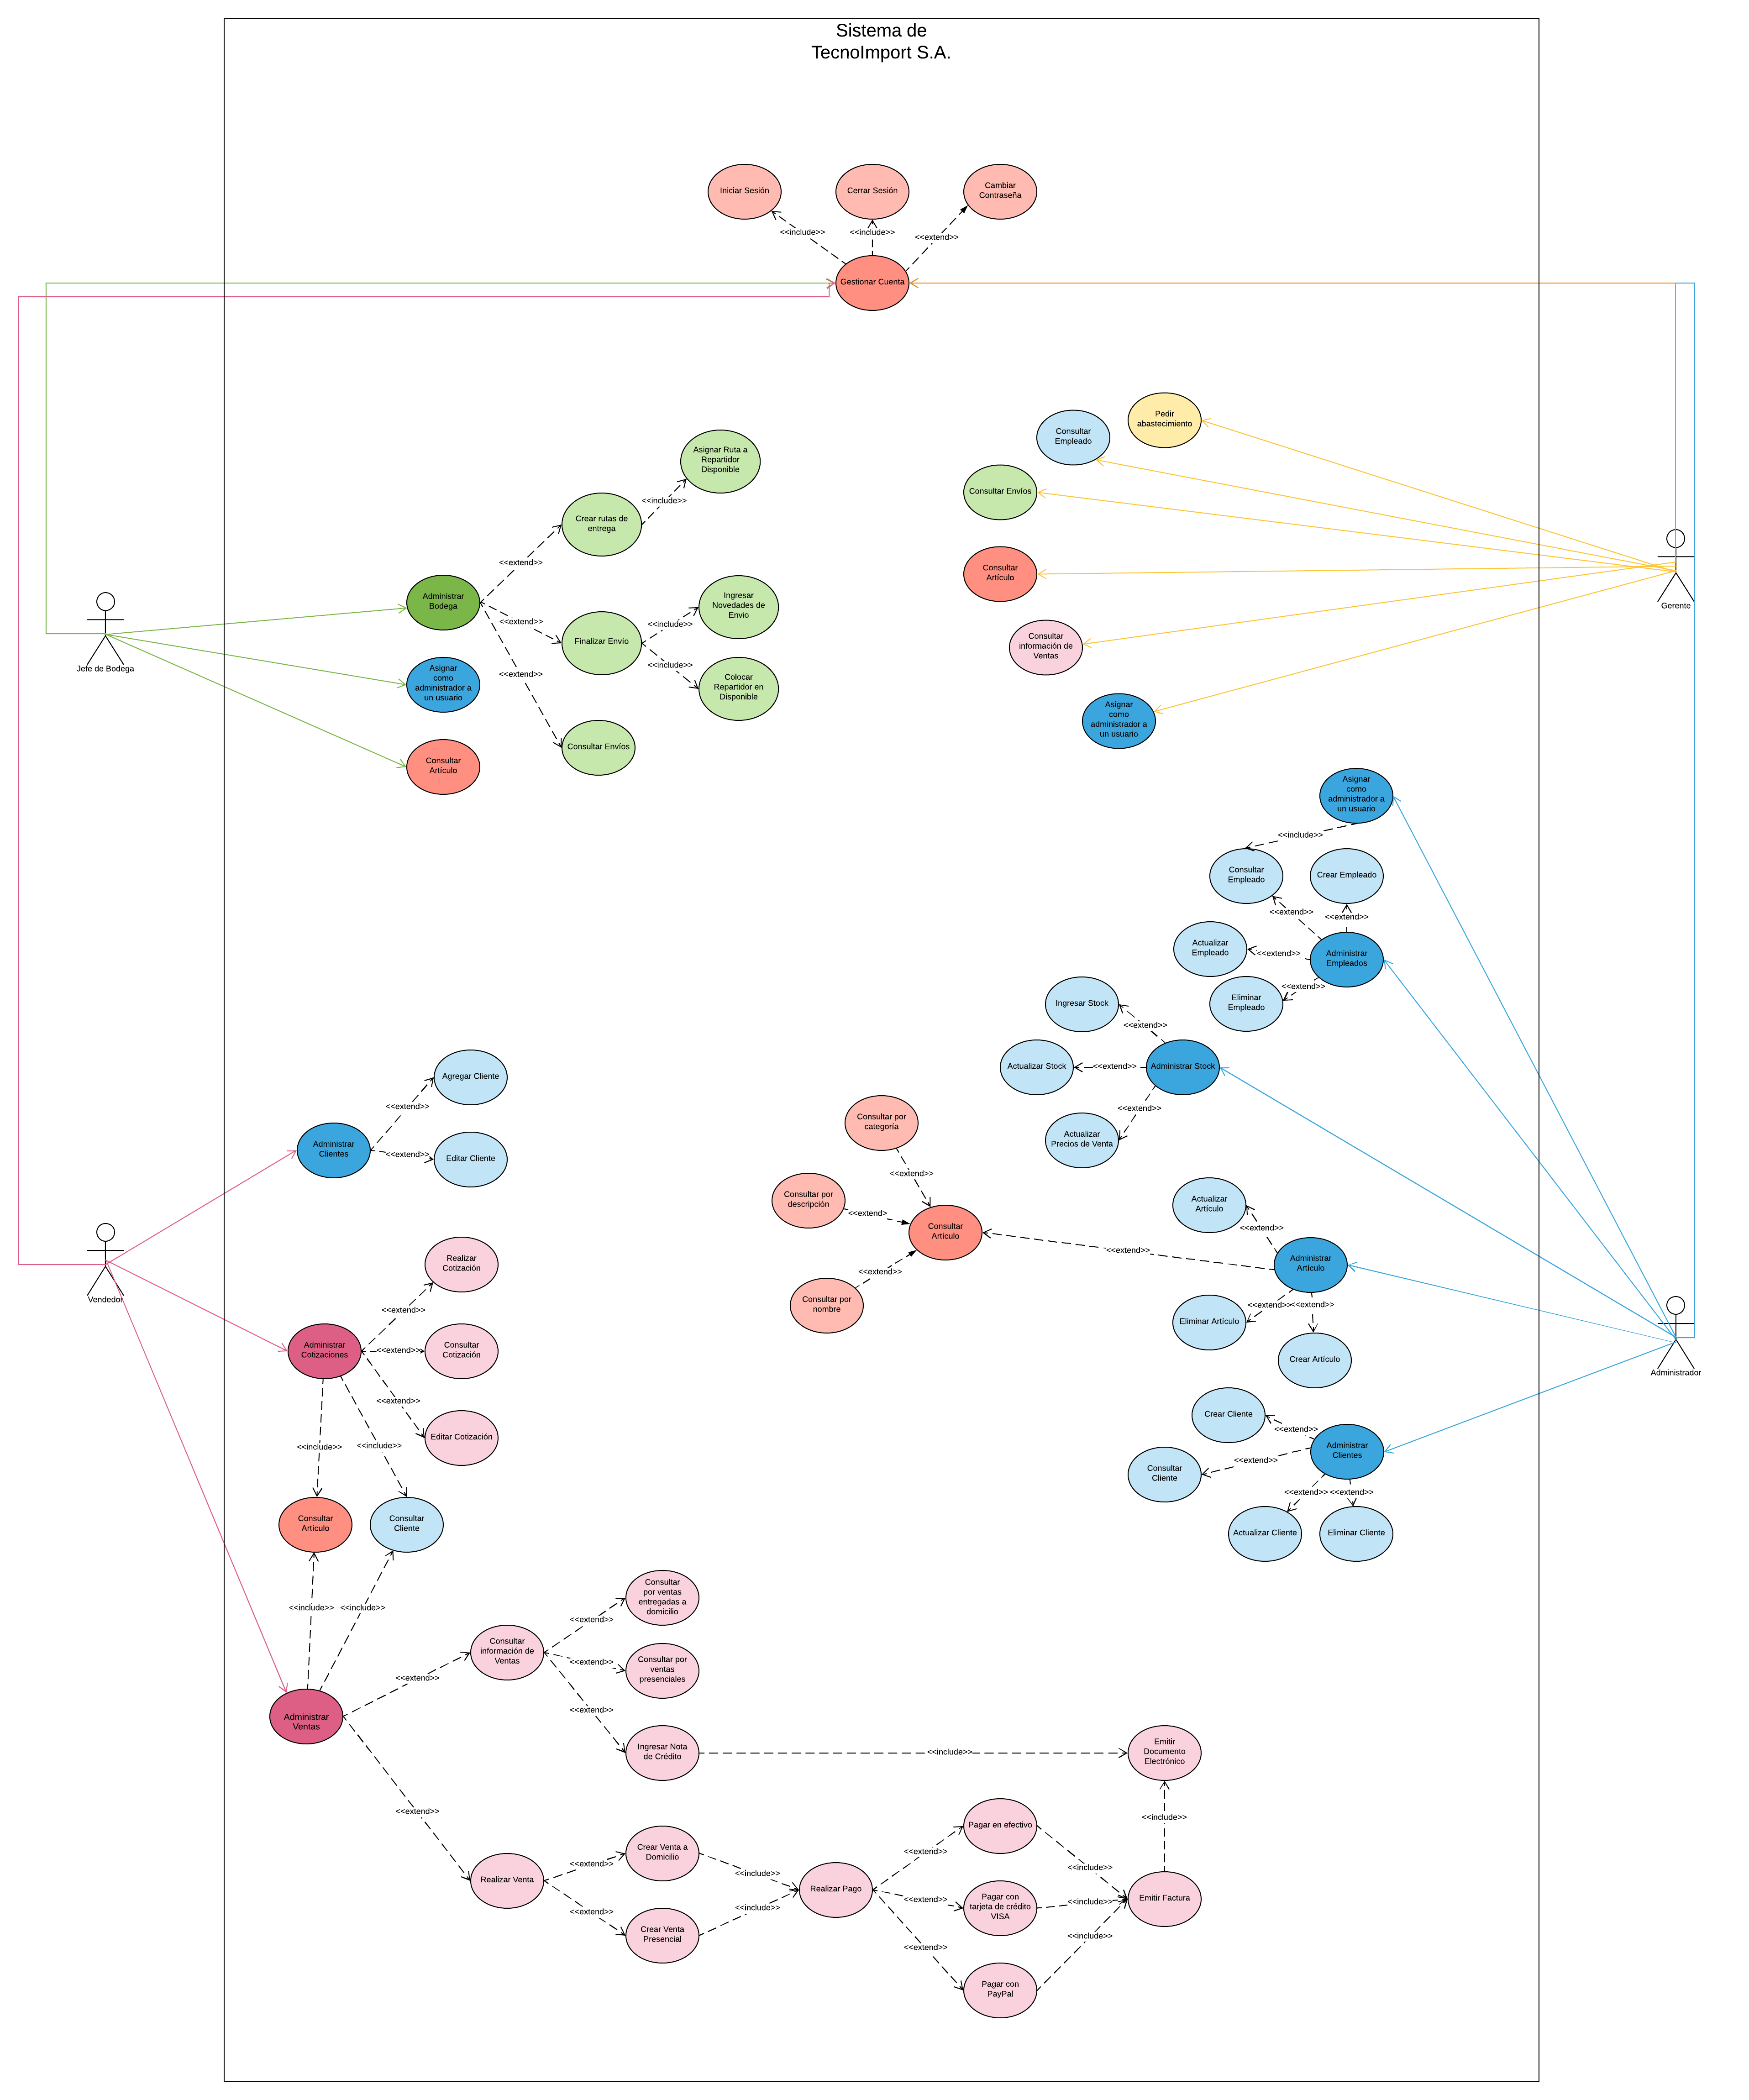 Sistema de
TecnoImport S.A.
Iniciar Sesión
Cerrar Sesión
Cambiar
Contraseña
<<include>>
<<include>>
<<extend>>
Gestionar Cuenta
Asignar Ruta a
Repartidor
Disponible
<<include>>
Crear rutas de
entrega
<<extend>>
Administrar
Bodega
<<extend>>
Finalizar Envío
Ingresar
Novedades de
Envio
<<include>>
<<include>>
Colocar
Repartidor en
Disponible
<<extend>>
Consultar Envíos
Asignar
como
administrador a
un usuario
Consultar
Artículo
Jefe de Bodega
Pedir
abastecimiento
Consultar
Empleado
Consultar Envíos
Consultar
Artículo
Consultar
información de
Ventas
Asignar
como
administrador a
un usuario
Gerente
Asignar
como
administrador a
un usuario
<<include>>
Consultar
Empleado
Crear Empleado
<<extend>>
<<extend>>
Actualizar
Empleado
<<extend>>
Administrar
Empleados
<<extend>>
Eliminar
Empleado
Ingresar Stock
<<extend>>
Actualizar Stock
<<extend>>
Administrar Stock
<<extend>>
Actualizar
Precios de Venta
Agregar Cliente
<<extend>>
Administrar
Clientes
<<extend>>
Editar Cliente
Consultar por
categoria
<<extend>>
Consultar por
descripción
<<extend>
Consultar
Artículo
<<extend>>
Consultar por
nombre
<<extend>>
Actualizar
Artículo
<<extend>>
Administrar
Artículo
<<extend>>
<<extend>>
Eliminar Artículo
Crear Artículo
Administrador
Vendedor
Realizar
Cotización
<<extend>>
Administrar
Cotizaciones
<<extend>>
Consultar
Cotización
<<extend>>
Editar Cotización
<<include>>
<<include>>
Consultar
Artículo
Consultar
Cliente
<<include>>
<<include>>
Crear Cliente
<<extend>>
Administrar
Clientes
<<extend>>
Consultar
Cliente
<<extend>>
<<extend>>
Actualizar Cliente
Eliminar Cliente
Administrar
Ventas
<<extend>>
Consultar
información de
Ventas
<<extend>>
Consultar
por ventas
entregadas a
domicilio
<<extend>>
Consultar por
ventas
presenciales
<<extend>>
Ingresar Nota
de Crédito
<<include>>
Emitir
Documento
Electrónico
<<include>>
<<extend>>
Realizar Venta
<<extend>>
Crear Venta a
Domicilio
<<extend>>
Crear Venta
Presencial
<<include>>
<<include>>
Realizar Pago
<<extend>>
Pagar en efectivo
<<extend>>
Pagar con
tarjeta de crédito
VISA
<<extend>>
Pagar con
PayPal
<<include>>
<<include>>
<<include>>
Emitir Factura